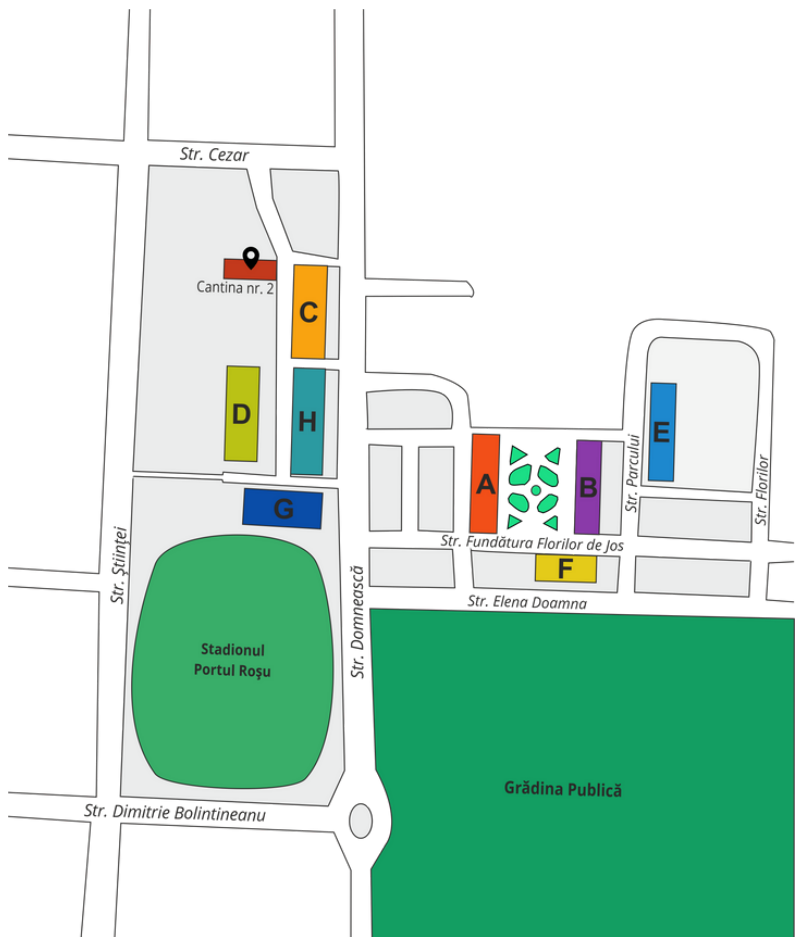 Str. Cezar
Cantina nr. 2
C
D
H
E
A
B
Str. Parcului
Str. Florilor
G
Str. Fundătura Florilor de Jos
F
Str. Științei
Str. Domnească
Str. Elena Doamna
Stadionul
Portul Roşu
Grădina Publică
Str. Dimitrie Bolintineanu